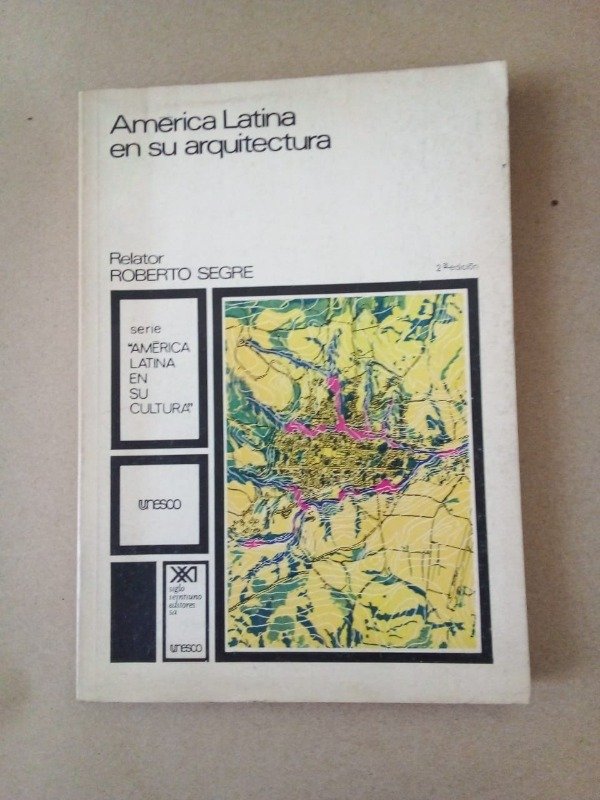 América Latina
en su arquitectura
Relator
ROBERTO SEGRE
2ª edición
serie
"AMÉRICA
LATINA
EN
SU
CULTURA"
unesco
XXI
siglo
veintiuno
editores
sa
unesco